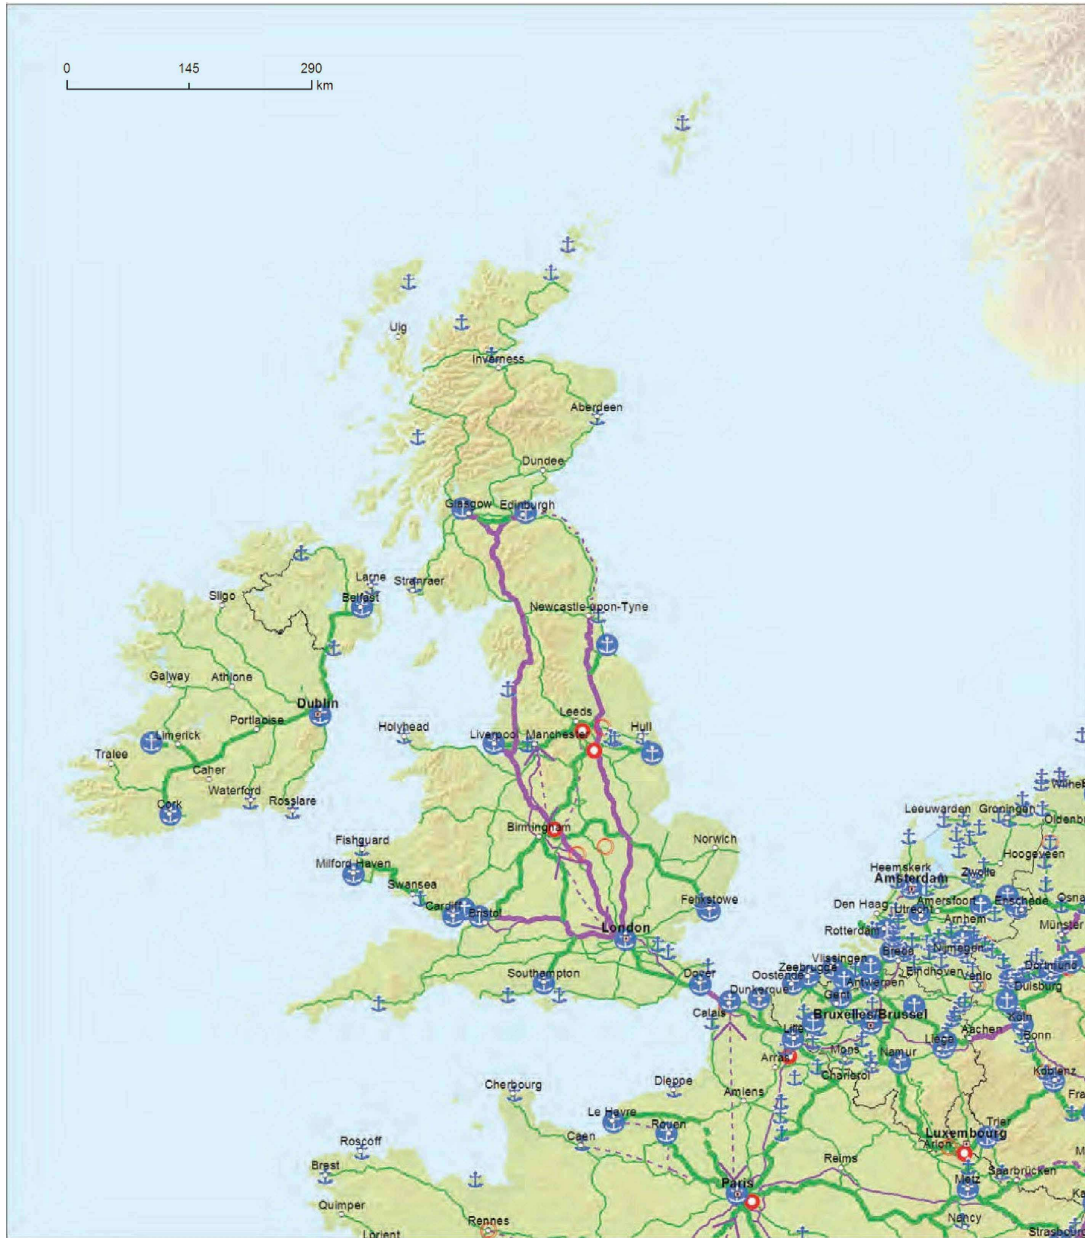 0 145 290
km
Uig
Inverness
Aberdeen
Dundee
Glasgow Edinburgh
Larne
Stranraer
Sligo
Belfast
Newcastle-upon-Tyne
Galway
Athlone
Dublin
Leeds
Portlaoise
Holyhead
Liverpool Manchester
Hull
Limerick
Tralee
Caher
Waterford
Rosslare
Cork
Wilhe
Leeuwarden
Groningen
Oldenbu
Birmingham
Norwich
Fishguard
Hoogeveen
Milford Haven
Heemskerk
Zwolle
Amsterdam
Swansea
Felixstowe
Amersfoort
Enschede
Osna
Den Haag
Utrecht
Cardiff
Bristol
Arnhem
London
Rotterdam
Münster
Breda
Nijmegen
Vlissingen
Zeebrugge
Dortmund
Southampton
Dover
Oostende
Eindhoven
Venlo
Dunkerque
Antwerpen
Duisburg
Gent
Calais
Bruxelles/Brussel
Köln
Lille
Aachen
Liège
Bonn
Arras
Mons
Namur
Charleroi
Koblenz
Cherbourg
Dieppe
Amiens
Fra
Le Havre
Rouen
Trier
Luxembourg
Caen
Arlon
Roscoff
Reims
Saarbrücken
Brest
Paris
Metz
Quimper
Rennes
Nancy
Lorient
Strasbourg